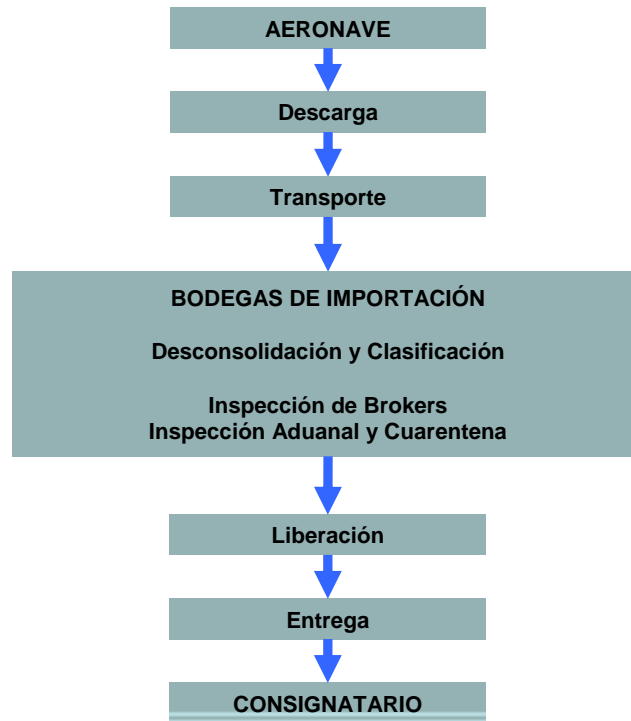 AERONAVE
Descarga
Transporte
BODEGAS DE IMPORTACIÓN
Desconsolidación y Clasificación
Inspección de Brokers
Inspección Aduanal y Cuarentena
Liberación
Entrega
CONSIGNATARIO